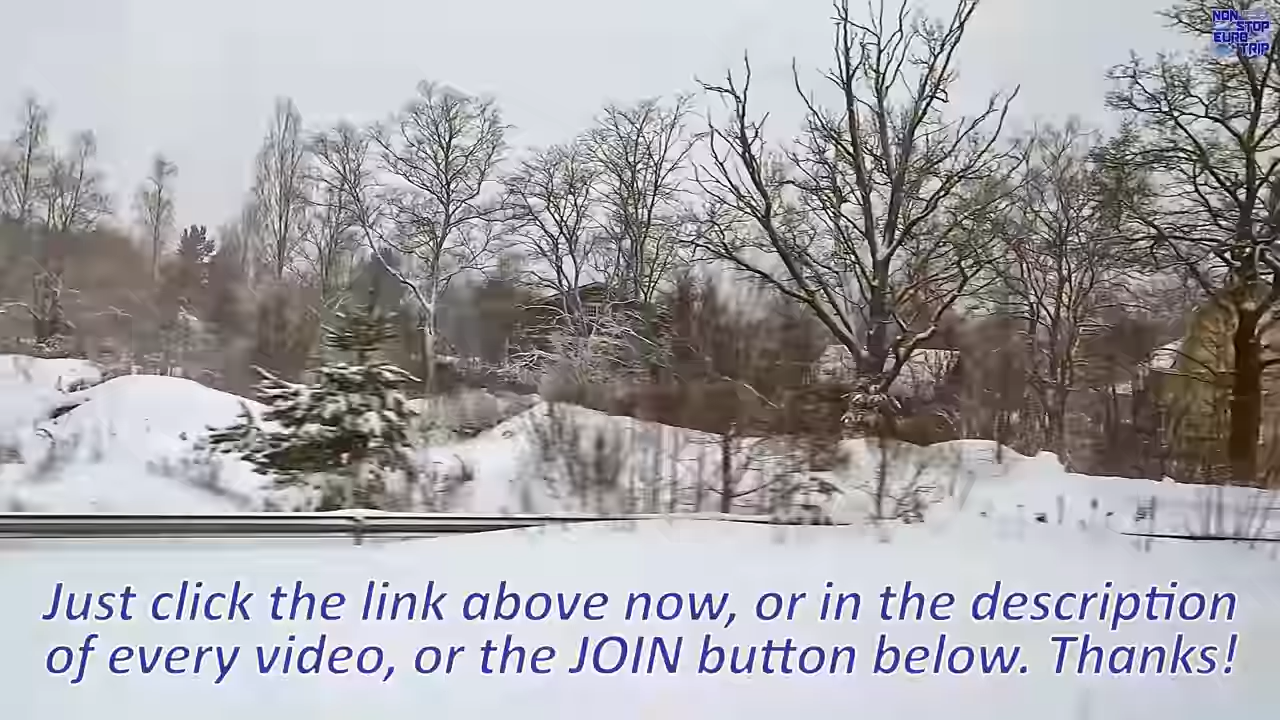 NON
STOP
EURO
TRIP
Just click the link above now, or in the description
of every video, or the JOIN button below. Thanks!